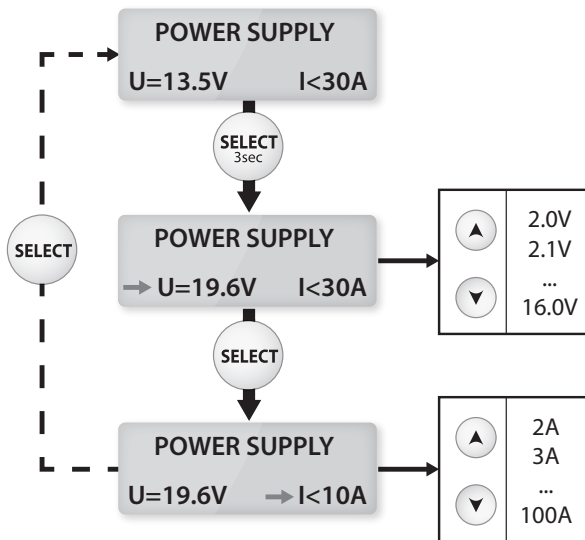 POWER SUPPLY
U=13.5V I<30A
SELECT
3sec
POWER SUPPLY
U=19.6V I<30A
2.0V
2.1V
...
16.0V
SELECT
SELECT
POWER SUPPLY
U=19.6V I<10A
2A
3A
...
100A